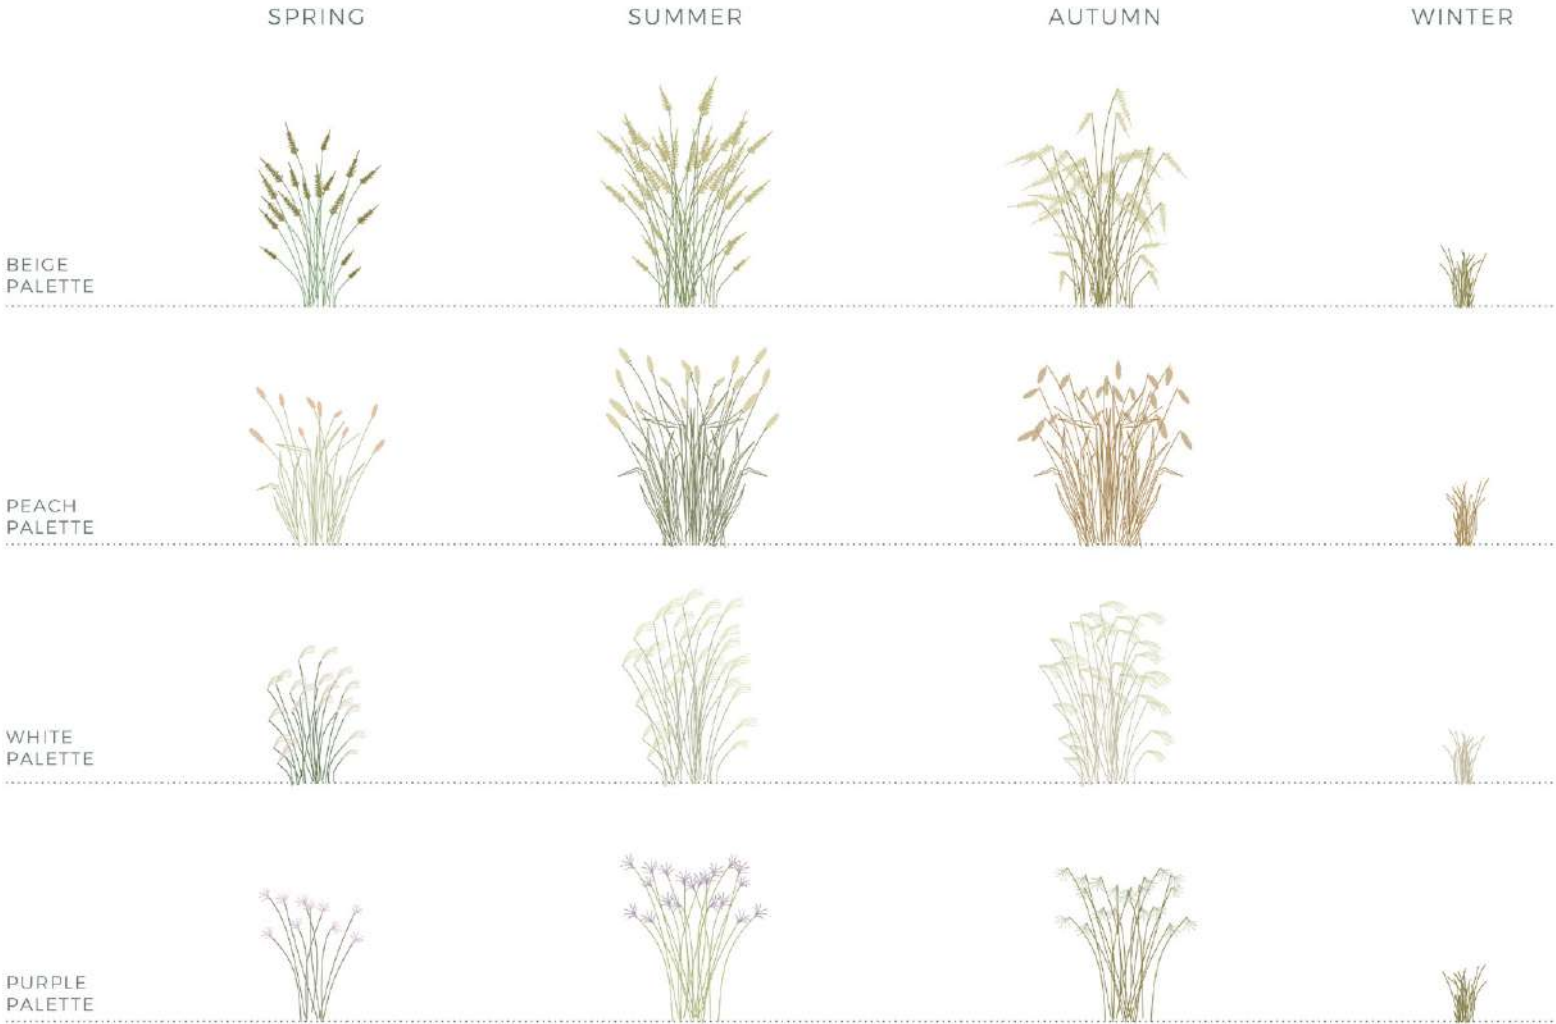 SPRING SUMMER AUTUMN WINTER
BEIGE
PALETTE
PEACH
PALETTE
WHITE
PALETTE
PURPLE
PALETTE